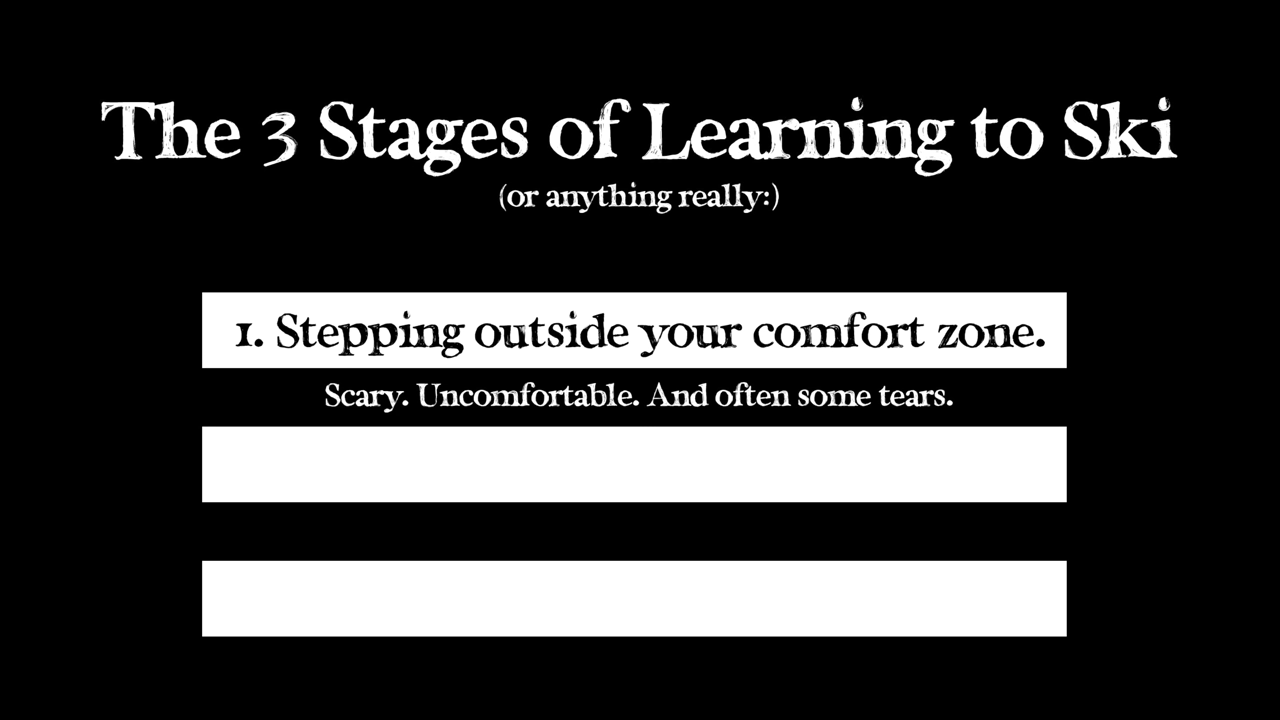 The 3 Stages of Learning to Ski
(or anything really:)
1. Stepping outside your comfort zone.
Scary. Uncomfortable. And often some tears.